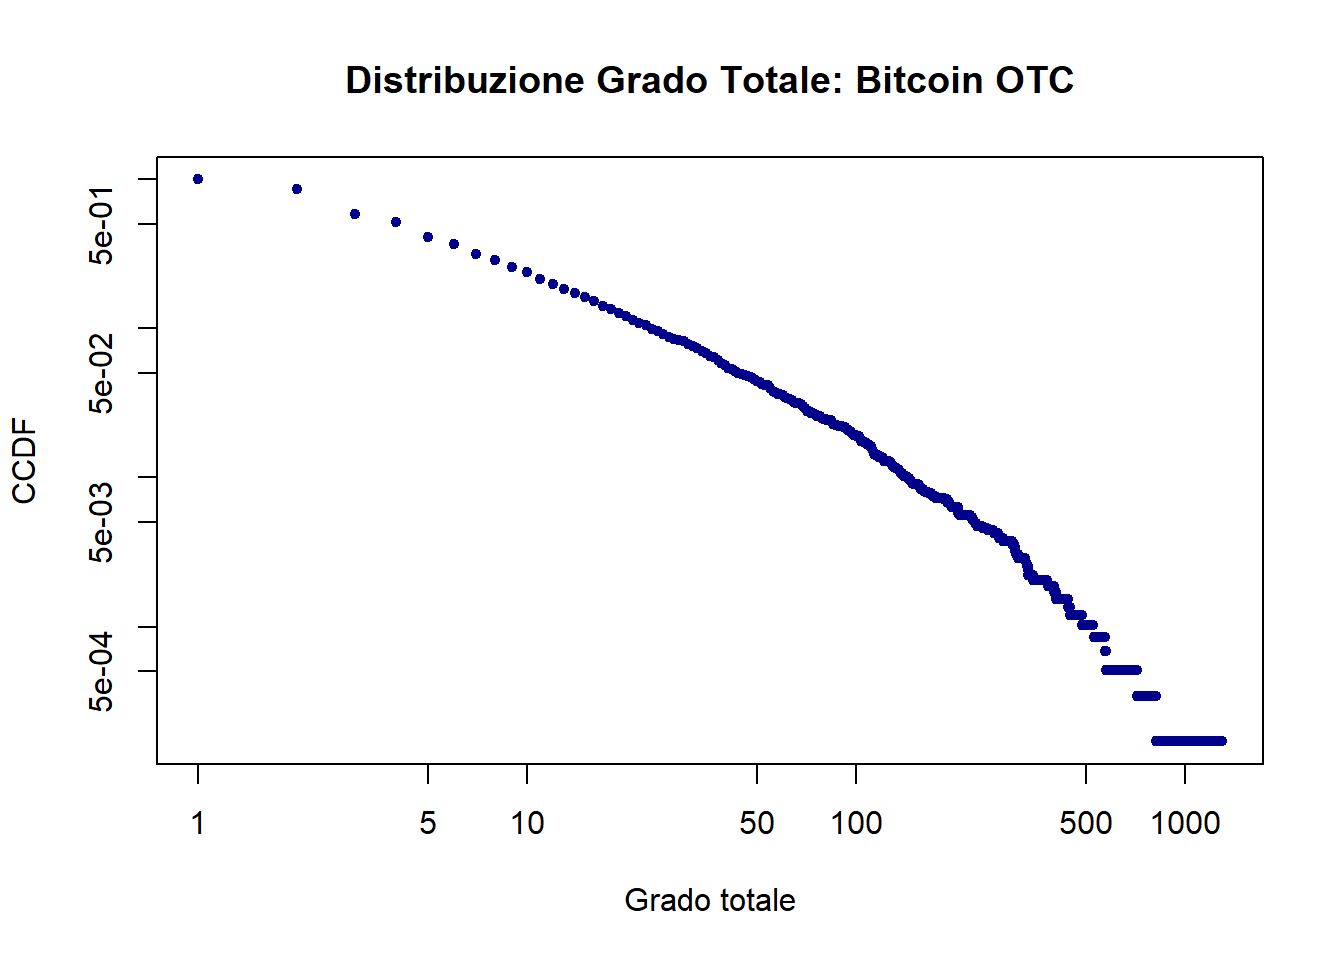 Distribuzione Grado Totale: Bitcoin OTC
CCDF
5e-01
5e-02
5e-03
5e-04
1 5 10 50 100 500 1000
Grado totale